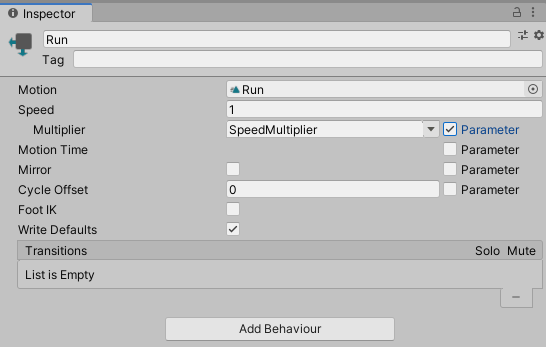 Inspector
Run
Tag
Motion Run
Speed 1
Multiplier SpeedMultiplier Parameter
Motion Time Parameter
Mirror Parameter
Cycle Offset 0 Parameter
Foot IK
Write Defaults
Transitions Solo Mute
List is Empty
Add Behaviour